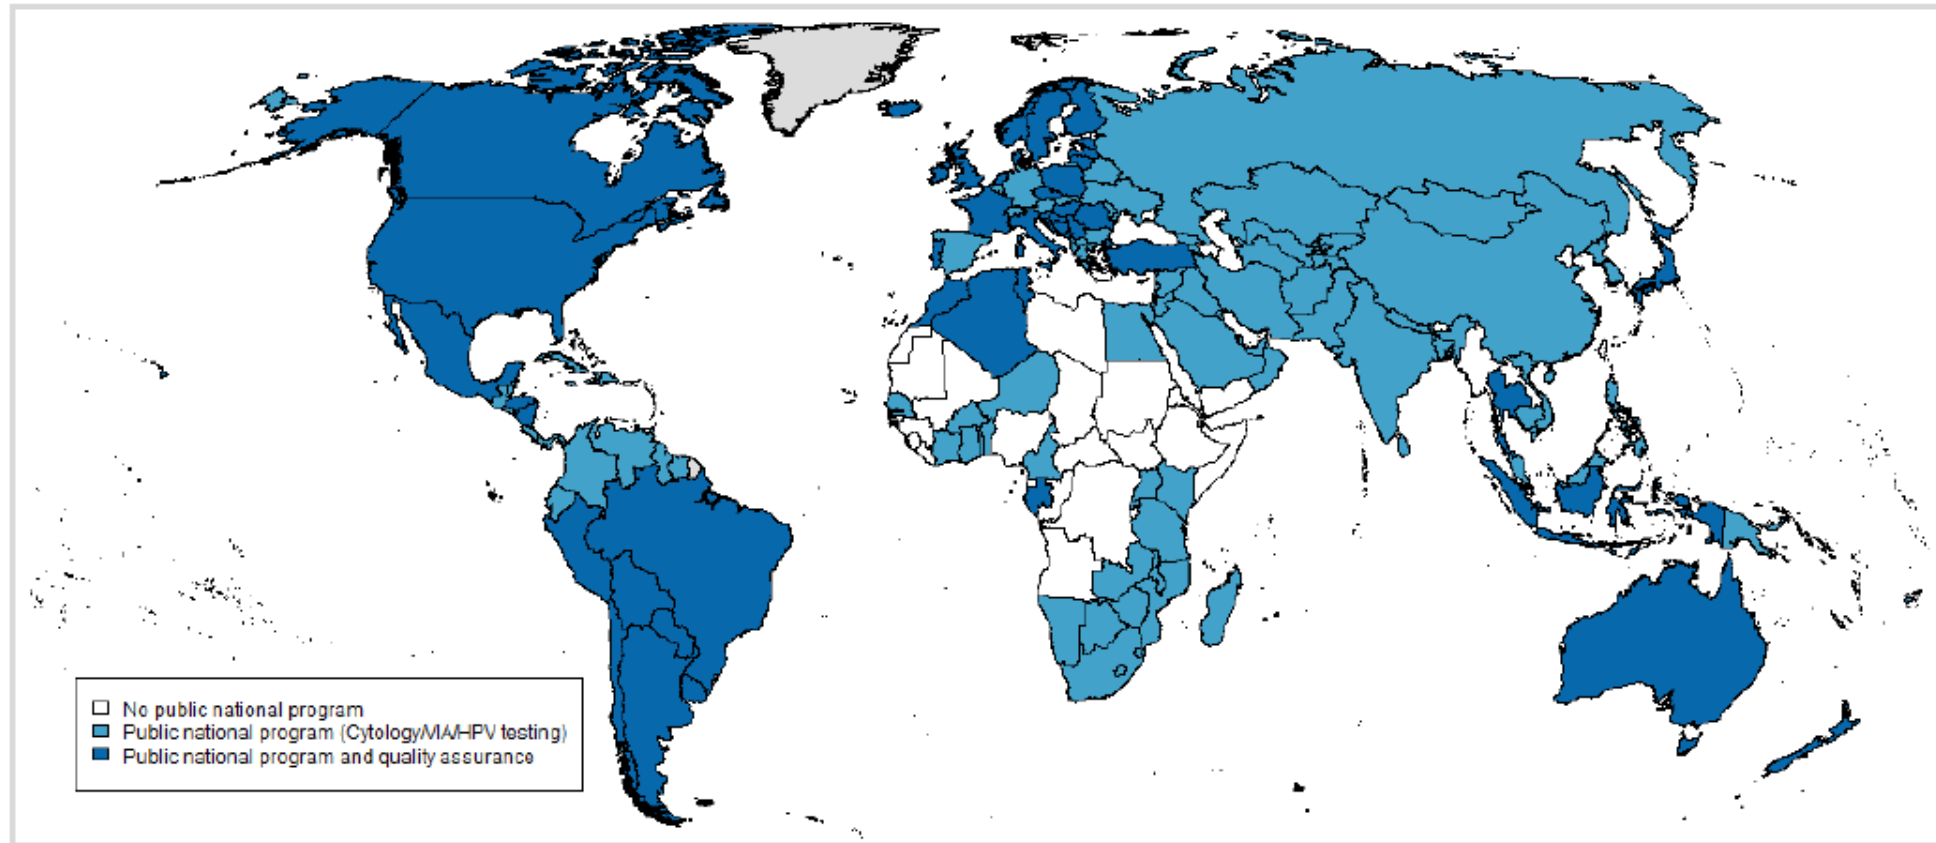 No public national program
Public national program (Cytology/VIA/HPV testing)
Public national program and quality assurance